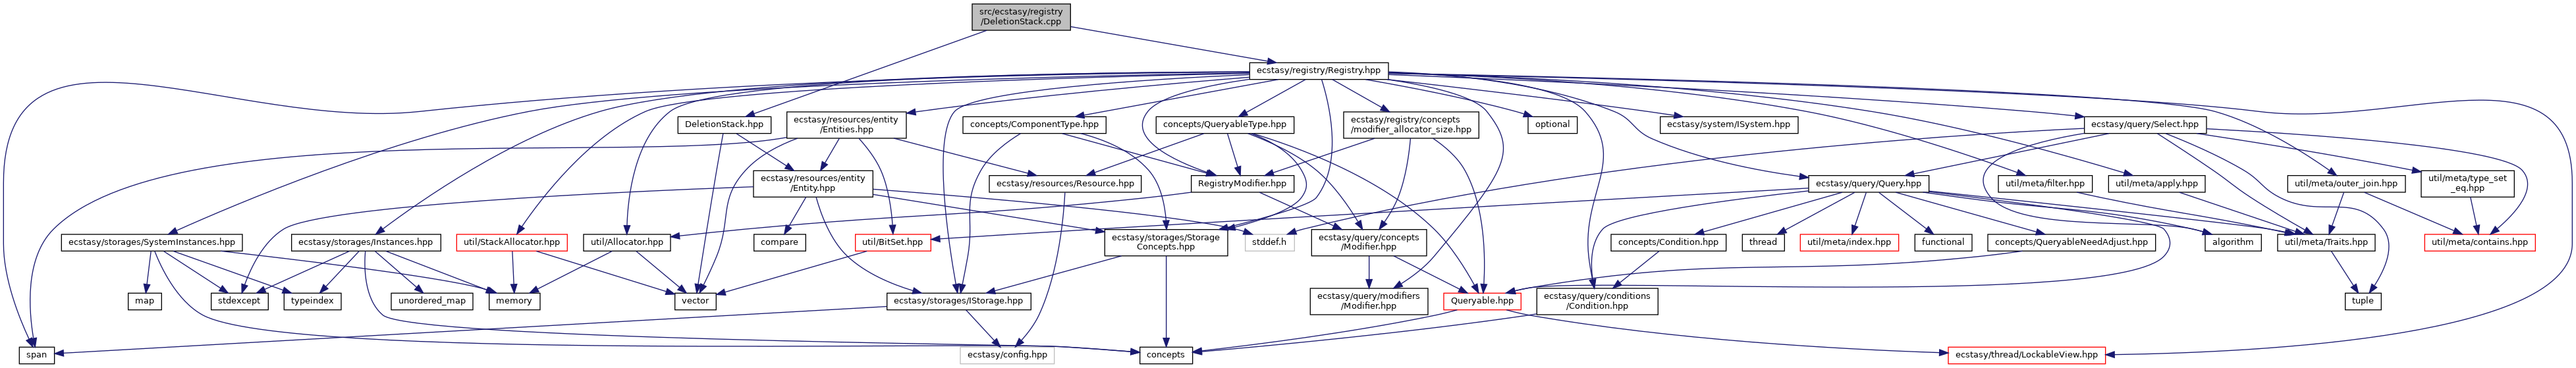 src/ecstasy/registry
/DeletionStack.cpp
ecstasy/registry/Registry.hpp
DeletionStack.hpp
ecstasy/resources/entity
/Entities.hpp
concepts/ComponentType.hpp
concepts/QueryableType.hpp
ecstasy/registry/concepts
/modifier_allocator_size.hpp
optional
ecstasy/system/ISystem.hpp
ecstasy/query/Select.hpp
ecstasy/resources/entity
/Entity.hpp
ecstasy/resources/Resource.hpp
RegistryModifier.hpp
ecstasy/query/Query.hpp
util/meta/filter.hpp
util/meta/apply.hpp
util/meta/outer_join.hpp
util/meta/type_set
_eq.hpp
ecstasy/storages/SystemInstances.hpp
ecstasy/storages/Instances.hpp
util/StackAllocator.hpp
util/Allocator.hpp
compare
util/BitSet.hpp
ecstasy/storages/Storage
Concepts.hpp
stddef.h
ecstasy/query/concepts
/Modifier.hpp
concepts/Condition.hpp
thread
util/meta/index.hpp
functional
concepts/QueryableNeedAdjust.hpp
algorithm
util/meta/Traits.hpp
util/meta/contains.hpp
map
stdexcept
typeindex
unordered_map
memory
vector
ecstasy/storages/IStorage.hpp
ecstasy/query/modifiers
/Modifier.hpp
Queryable.hpp
ecstasy/query/conditions
/Condition.hpp
tuple
span
ecstasy/config.hpp
concepts
ecstasy/thread/LockableView.hpp